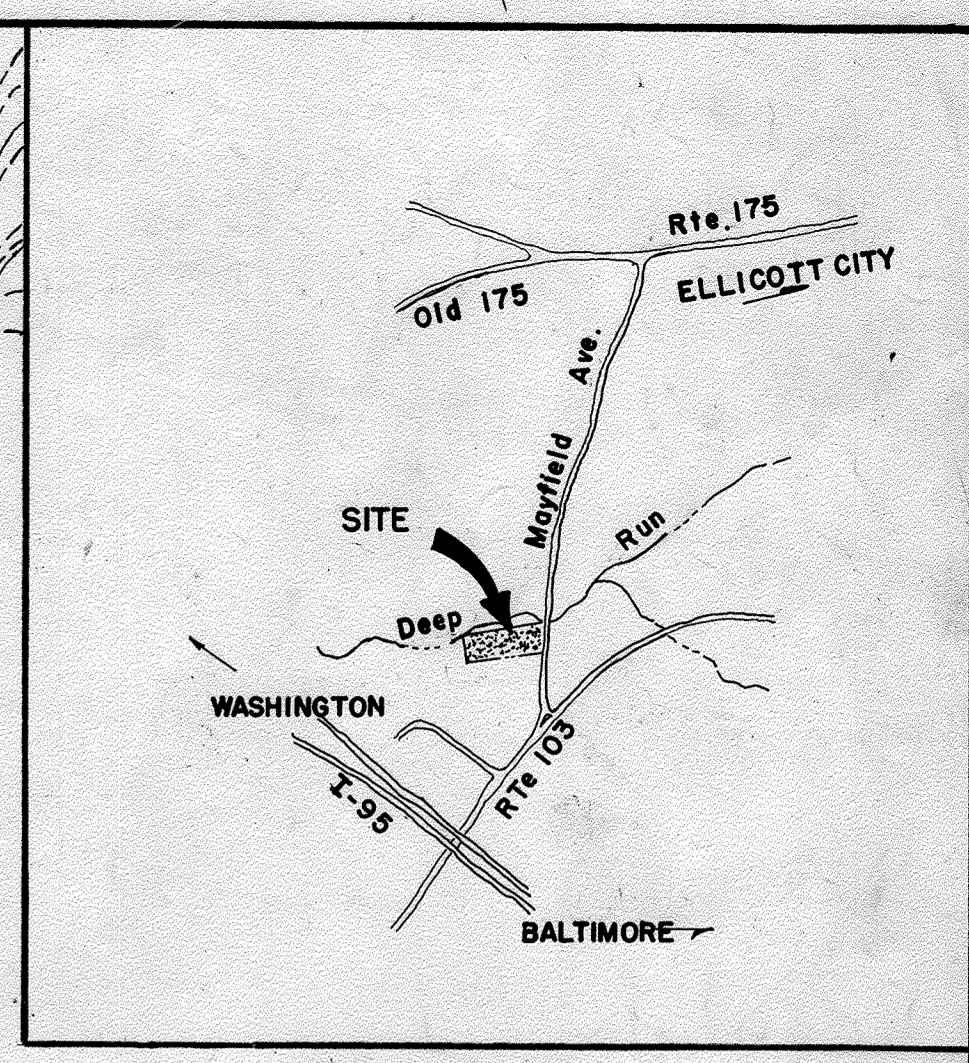 Rte. 175
ELLICOTT CITY
Old 175
Mayfield Ave.
SITE
Deep Run
WASHINGTON
I-95
RTe 103
BALTIMORE